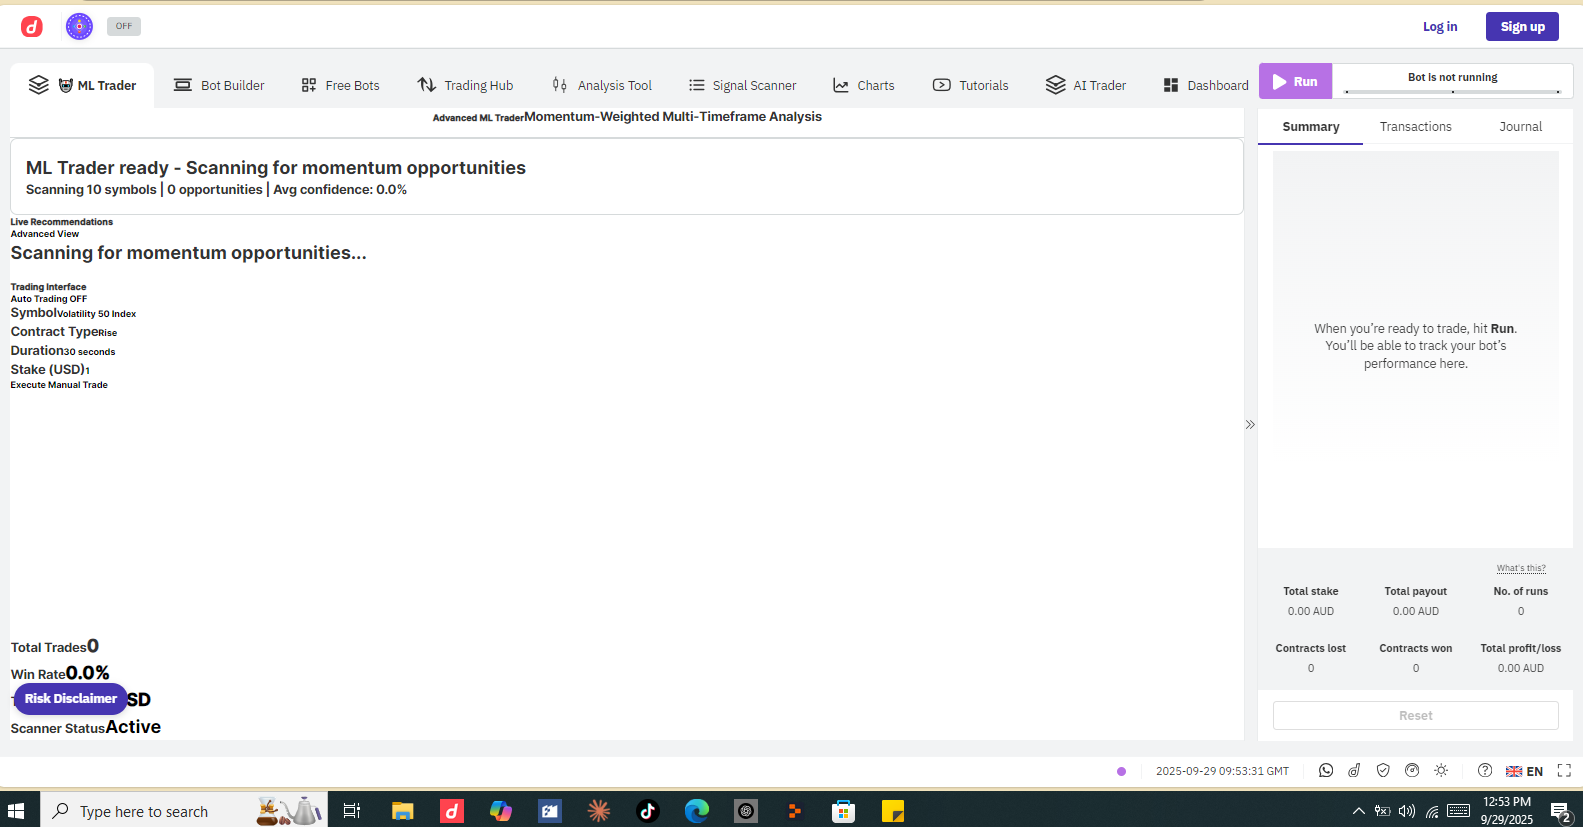 OFF
Log in
Sign up
ML Trader
Bot Builder
Free Bots
Trading Hub
Analysis Tool
Signal Scanner
Charts
Tutorials
AI Trader
Dashboard
Run
Bot is not running
Advanced ML TraderMomentum-Weighted Multi-Timeframe Analysis
ML Trader ready - Scanning for momentum opportunities
Scanning 10 symbols | 0 opportunities | Avg confidence: 0.0%
Live Recommendations
Advanced View
Scanning for momentum opportunities...
Trading Interface
Auto Trading OFF
SymbolVolatility 50 Index
Contract TypeRise
Duration30 seconds
Stake (USD)1
Execute Manual Trade
Total Trades0
Win Rate0.0%
Risk Disclaimer
SD
Scanner StatusActive
Summary
Transactions
Journal
When you’re ready to trade, hit Run.
You’ll be able to track your bot’s
performance here.
What's this?
Total stake
Total payout
No. of runs
0.00 AUD
0.00 AUD
0
Contracts lost
Contracts won
Total profit/loss
0
0
0.00 AUD
Reset
2025-09-29 09:53:31 GMT
EN
Type here to search
12:53 PM
9/29/2025
2